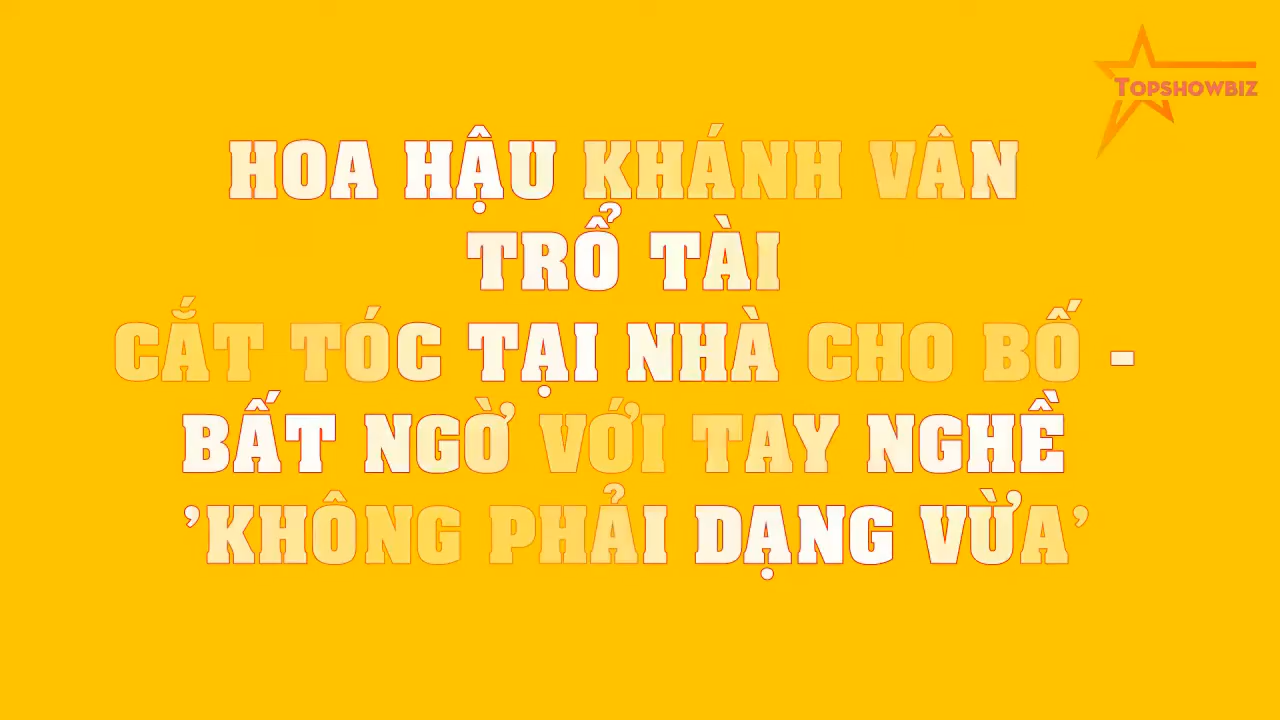 TOPSHOWBIZ
HOA HẬU KHÁNH VÂN
TRỔ TÀI
CẮT TÓC TẠI NHÀ CHO BỐ -
BẤT NGỜ VỚI TAY NGHỀ
’KHÔNG PHẢI DẠNG VỪA’